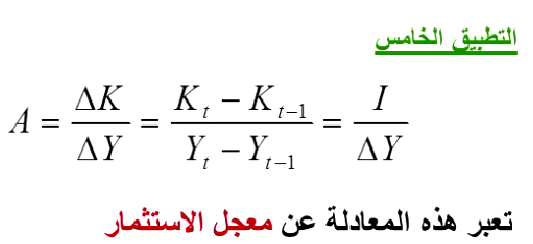 التطبيق الخامس
A = ΔK / ΔY = (K_t − K_{t−1}) / (Y_t − Y_{t−1}) = I / ΔY
تعبر هذه المعادلة عن معجل الاستثمار